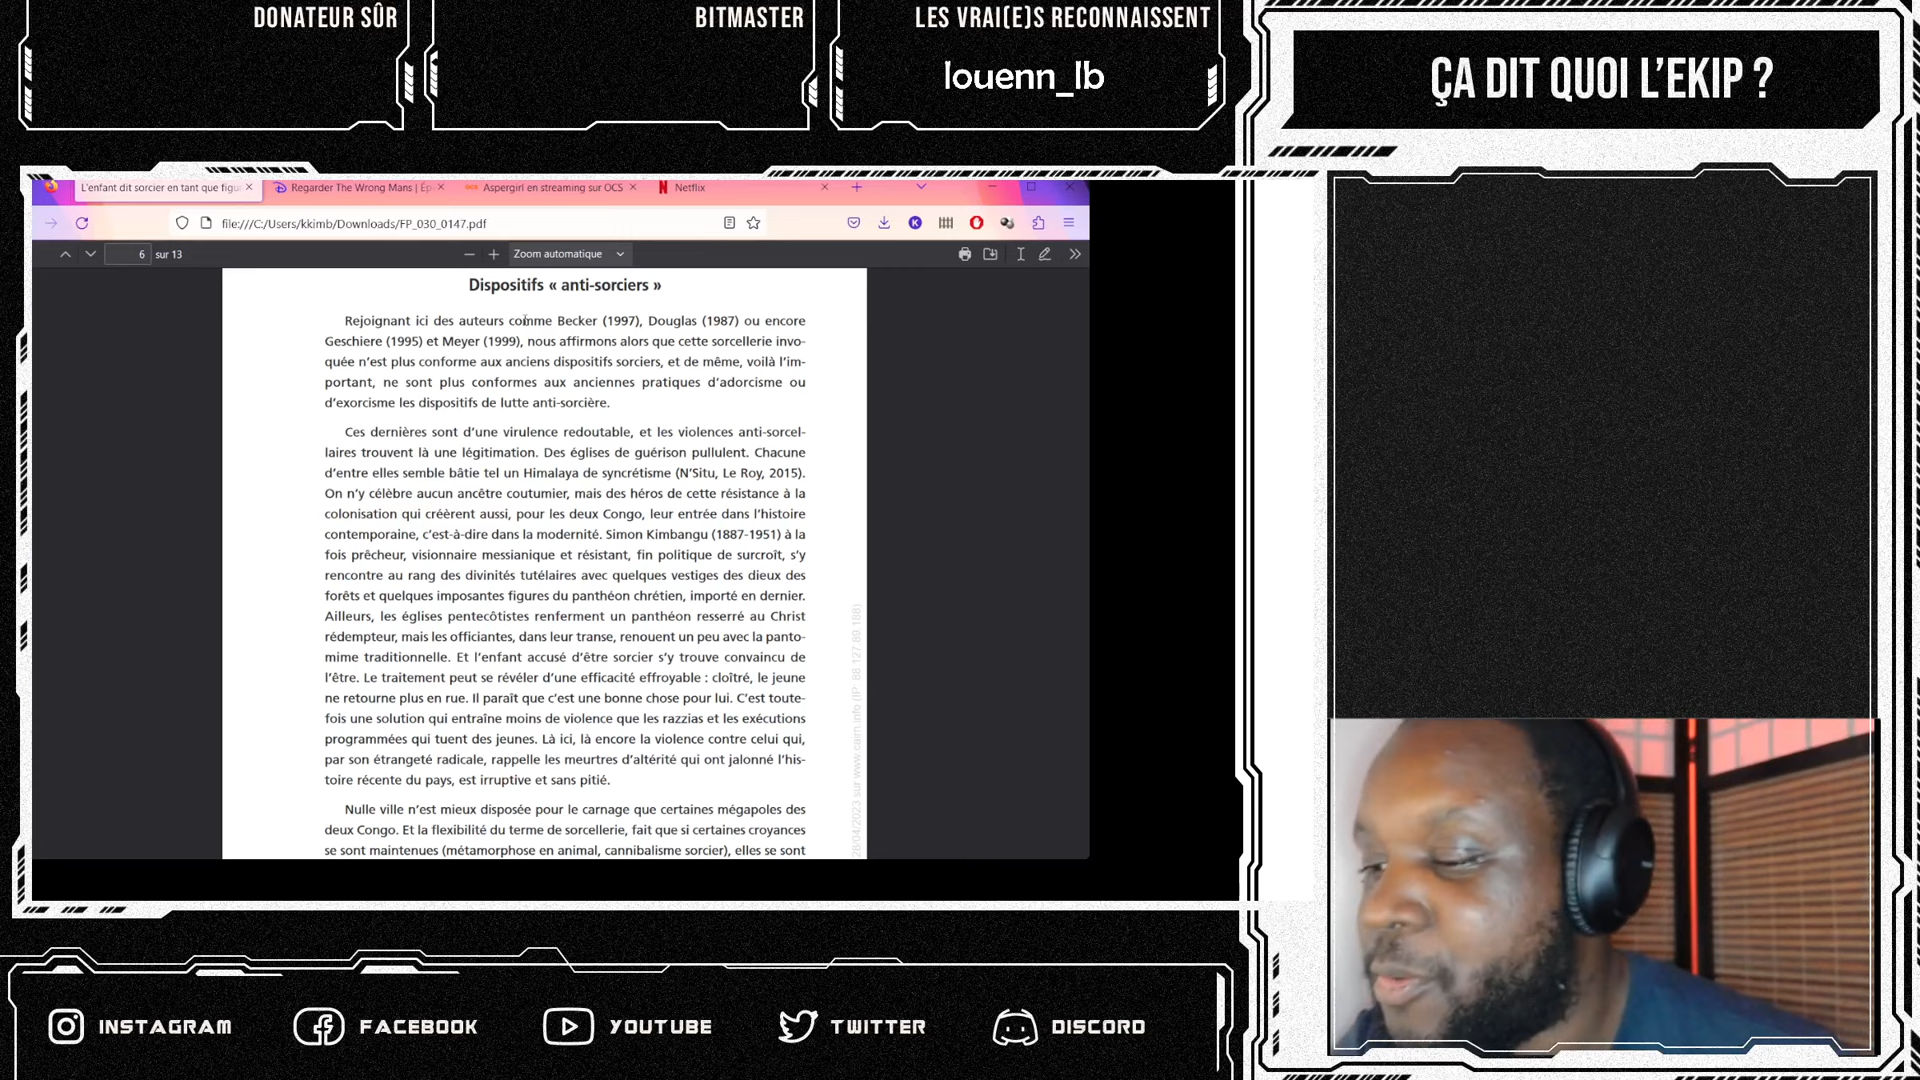 DONATEUR SÛR
BITMASTER
LES VRAI(E)S RECONNAISSENT
louenn_lb
ÇA DIT QUOI L'EKIP ?
L'enfant dit sorcier en tant que figu
Regarder The Wrong Mans | Ép
Aspergirl en streaming sur OCS
Netflix
file:///C:/Users/kkimb/Downloads/FP_030_0147.pdf
6 sur 13
Zoom automatique
Dispositifs « anti-sorciers »
Rejoignant ici des auteurs comme Becker (1997), Douglas (1987) ou encore
Geschiere (1995) et Meyer (1999), nous affirmons alors que cette sorcellerie invo-
quée n'est plus conforme aux anciens dispositifs sorciers, et de même, voilà l'im-
portant, ne sont plus conformes aux anciennes pratiques d'adorcisme ou
d'exorcisme les dispositifs de lutte anti-sorcière.
Ces dernières sont d'une virulence redoutable, et les violences anti-sorcel-
laires trouvent là une légitimation. Des églises de guérison pullulent. Chacune
d'entre elles semble bâtie tel un Himalaya de syncrétisme (N'Situ, Le Roy, 2015).
On n'y célèbre aucun ancêtre coutumier, mais des héros de cette résistance à la
colonisation qui créèrent aussi, pour les deux Congo, leur entrée dans l'histoire
contemporaine, c'est-à-dire dans la modernité. Simon Kimbangu (1887-1951) à la
fois prêcheur, visionnaire messianique et résistant, fin politique de surcroît, s'y
rencontre au rang des divinités tutélaires avec quelques vestiges des dieux des
forêts et quelques imposantes figures du panthéon chrétien, importé en dernier.
Ailleurs, les églises pentecôtistes renferment un panthéon resserré au Christ
rédempteur, mais les officiantes, dans leur transe, renouent un peu avec la panto-
mime traditionnelle. Et l'enfant accusé d'être sorcier s'y trouve convaincu de
l'être. Le traitement peut se révéler d'une efficacité effroyable : cloîtré, le jeune
ne retourne plus en rue. Il paraît que c'est une bonne chose pour lui. C'est toute-
fois une solution qui entraîne moins de violence que les razzias et les exécutions
programmées qui tuent des jeunes. Là ici, là encore la violence contre celui qui,
par son étrangeté radicale, rappelle les meurtres d'altérité qui ont jalonné l'his-
toire récente du pays, est irruptive et sans pitié.
Nulle ville n'est mieux disposée pour le carnage que certaines mégapoles des
deux Congo. Et la flexibilité du terme de sorcellerie, fait que si certaines croyances
se sont maintenues (métamorphose en animal, cannibalisme sorcier), elles se sont
28/04/2023 sur www.cairn.info (IP: 88.127.89.188)
INSTAGRAM
FACEBOOK
YOUTUBE
TWITTER
DISCORD